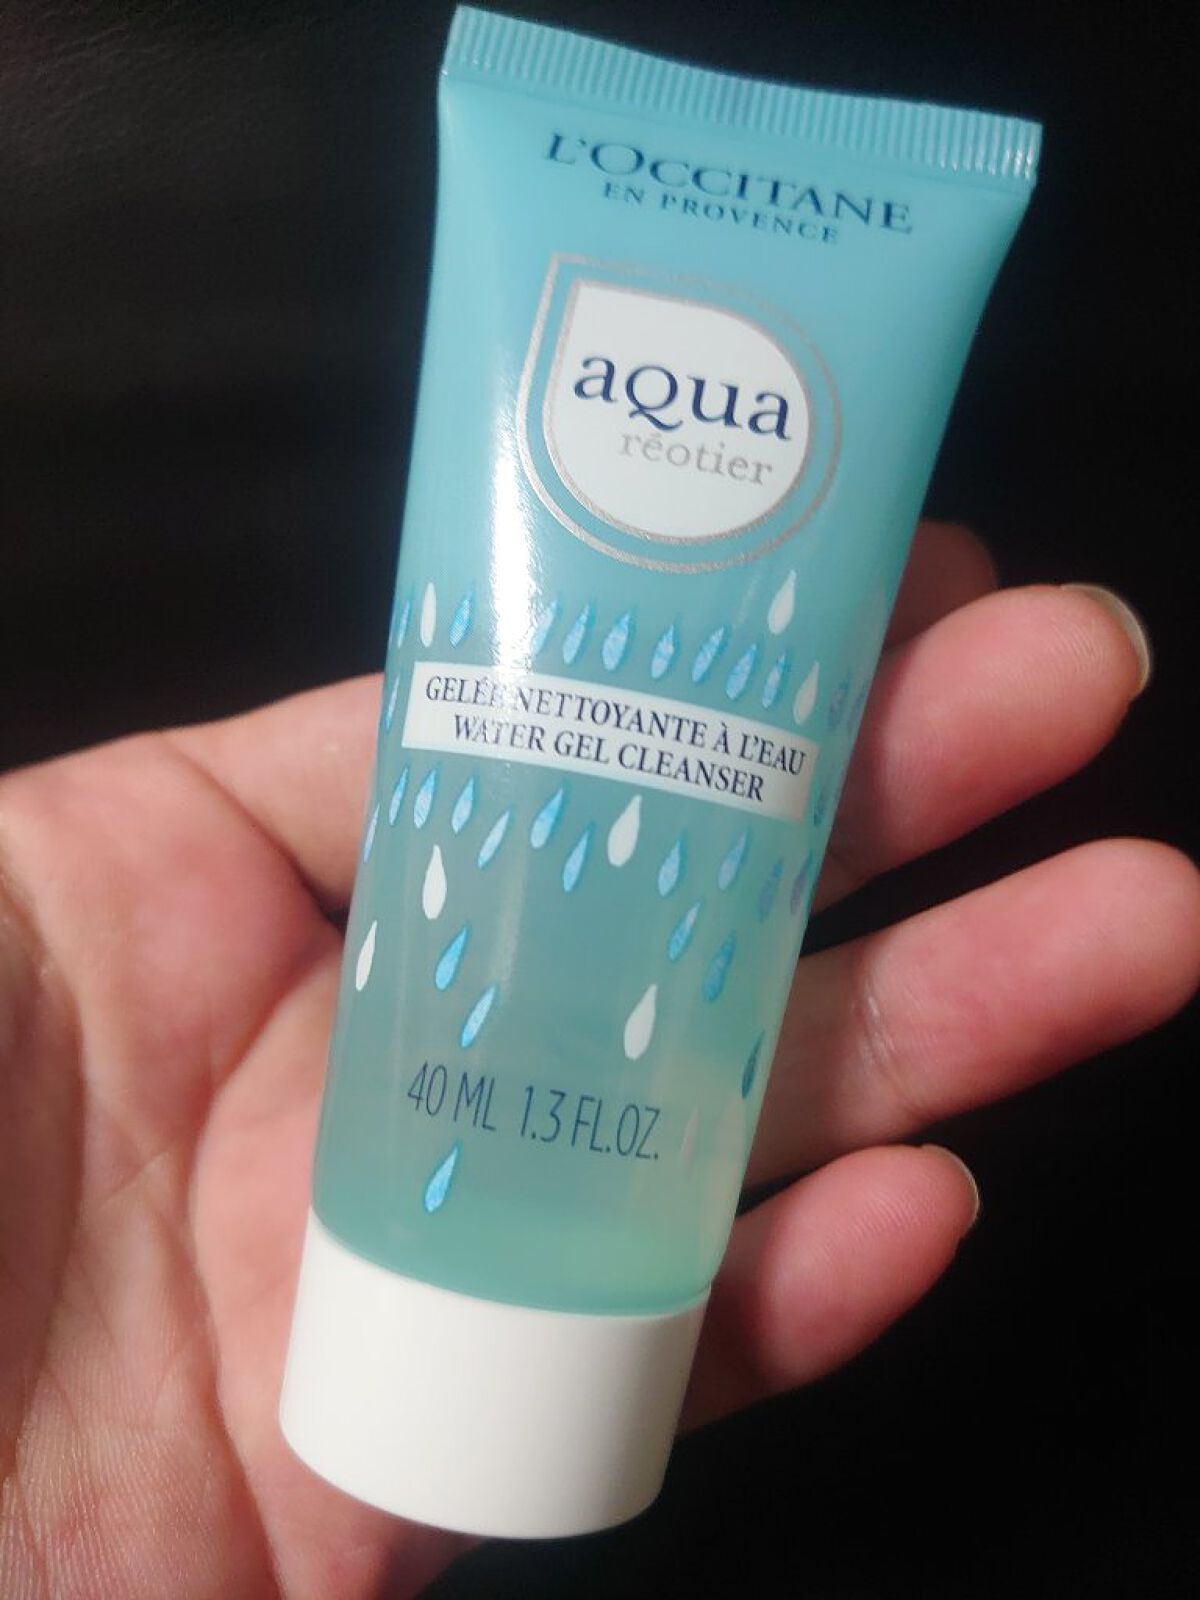 L'OCCITANE
EN PROVENCE
aQua
réotier
GELÉE NETTOYANTE À L'EAU
WATER GEL CLEANSER
40 ML 1.3 FL.OZ.